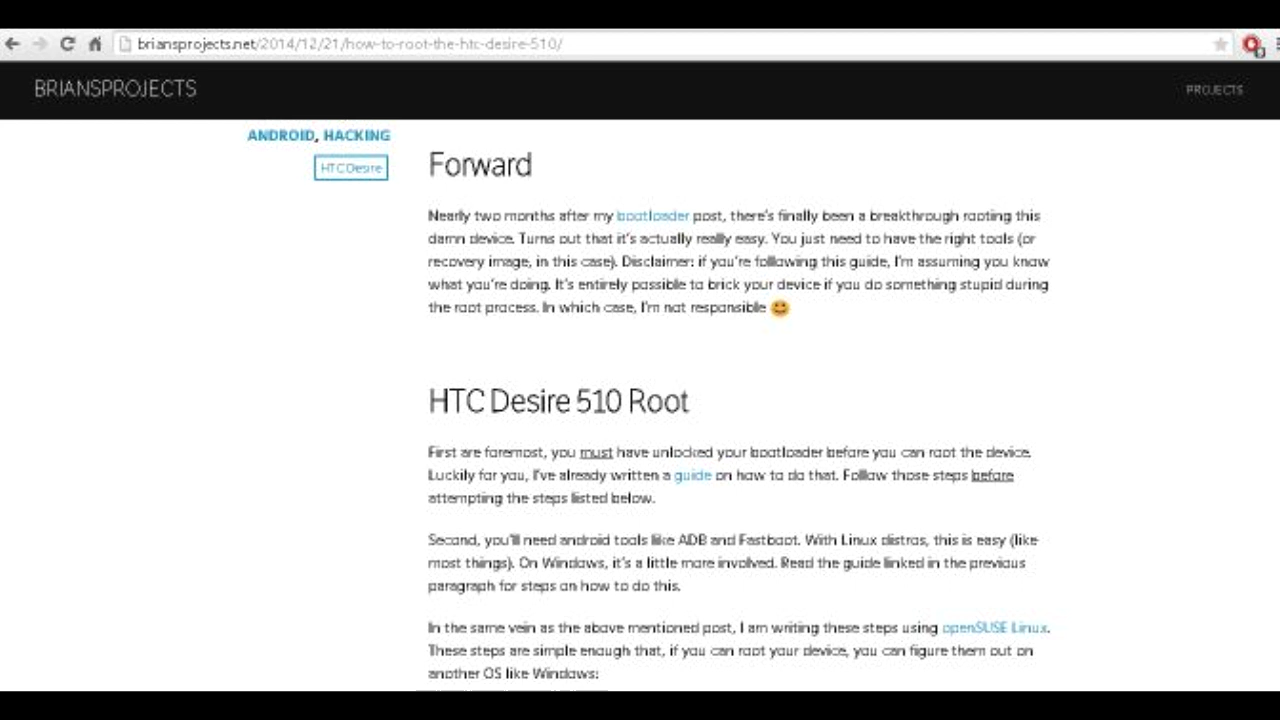 briansprojects.net/2014/12/21/how-to-root-the-htc-desire-510/
BRIANSPROJECTS
PROJECTS
ANDROID, HACKING
HTC Desire
Forward
Nearly two months after my bootloader post, there's finally been a breakthrough rooting this
damn device. Turns out that it's actually really easy. You just need to have the right tools (or
recovery image, in this case). Disclaimer: if you're following this guide, I'm assuming you know
what you're doing. It's entirely possible to brick your device if you do something stupid during
the root process. In which case, I'm not responsible 😀
HTC Desire 510 Root
First are foremost, you must have unlocked your bootloader before you can root the device.
Luckily for you, I've already written a guide on how to do that. Follow those steps before
attempting the steps listed below.
Second, you'll need android tools like ADB and Fastboot. With Linux distros, this is easy (like
most things). On Windows, it's a little more involved. Read the guide linked in the previous
paragraph for steps on how to do this.
In the same vein as the above mentioned post, I am writing these steps using openSUSE Linux.
These steps are simple enough that, if you can root your device, you can figure them out on
another OS like Windows: